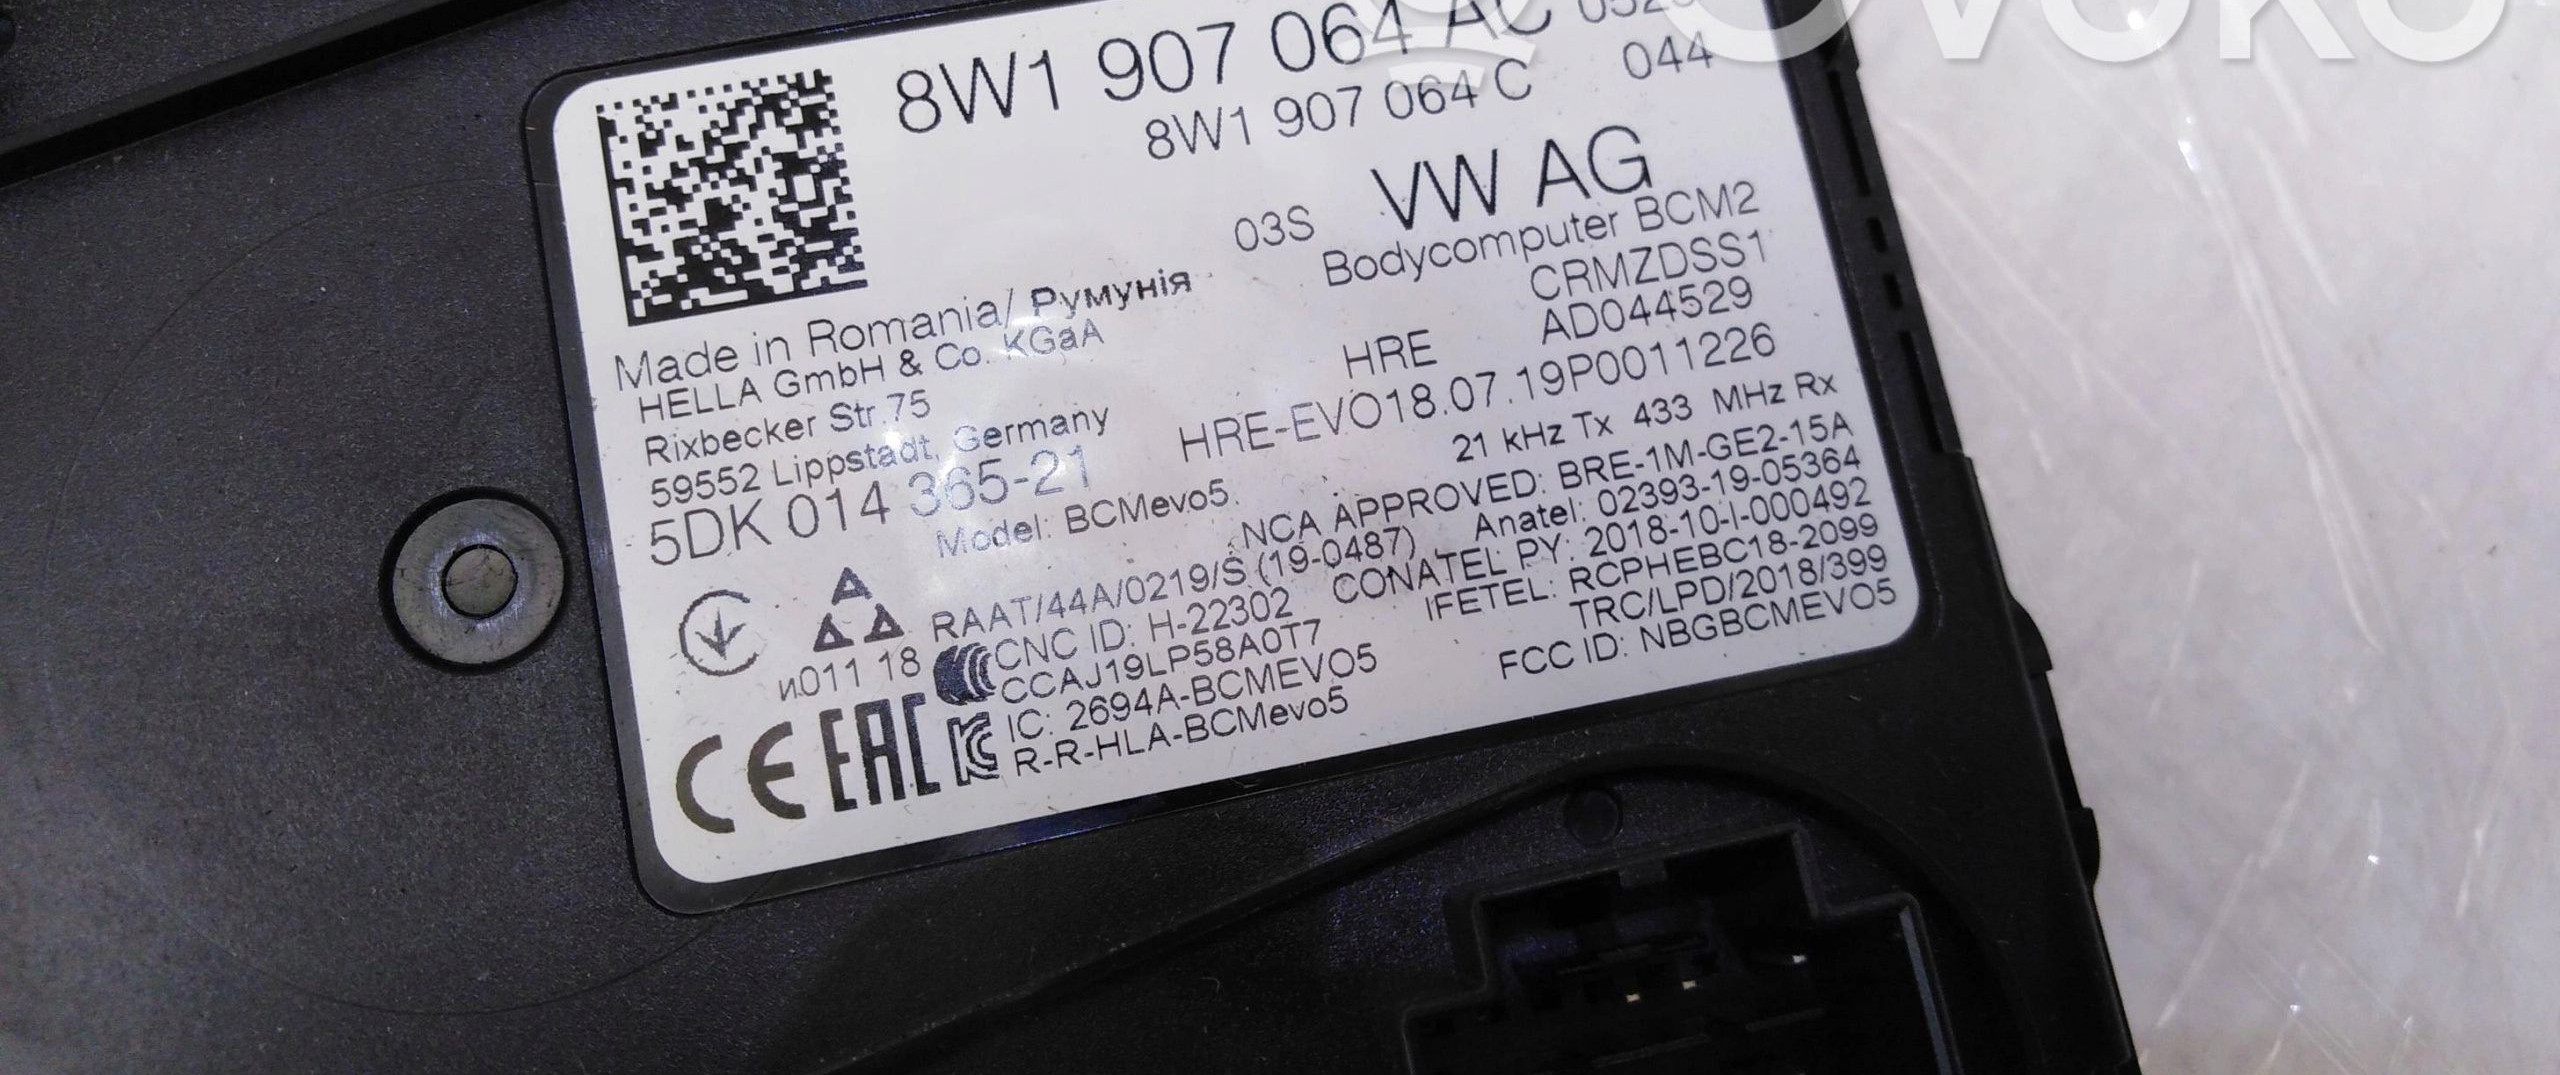 8W1 907 064 AC
8W1 907 064 C 044
03S VW AG
Bodycomputer BCM2
CRMZDSS1
HRE AD044529
HRE-EVO18.07.19P0011226
21 kHz Tx 433 MHz Rx
Made in Romania/ Румунія
HELLA GmbH & Co. KGaA
Rixbecker Str.75
59552 Lippstadt, Germany
5DK 014 365-21
Model: BCMevo5
NCA APPROVED: BRE-1M-GE2-15A
RAAT/44A/0219/S (19-0487) Anatel: 02393-19-05364
CNC ID: H-22302 CONATEL PY: 2018-10-I-000492
CCAJ19LP58A0T7 IFETEL: RCPHEBC18-2099
IC: 2694A-BCMEVO5 TRC/LPD/2018/399
R-R-HLA-BCMevo5 FCC ID: NBGBCMEVO5
и.011 18
CE EAC
OVOKO